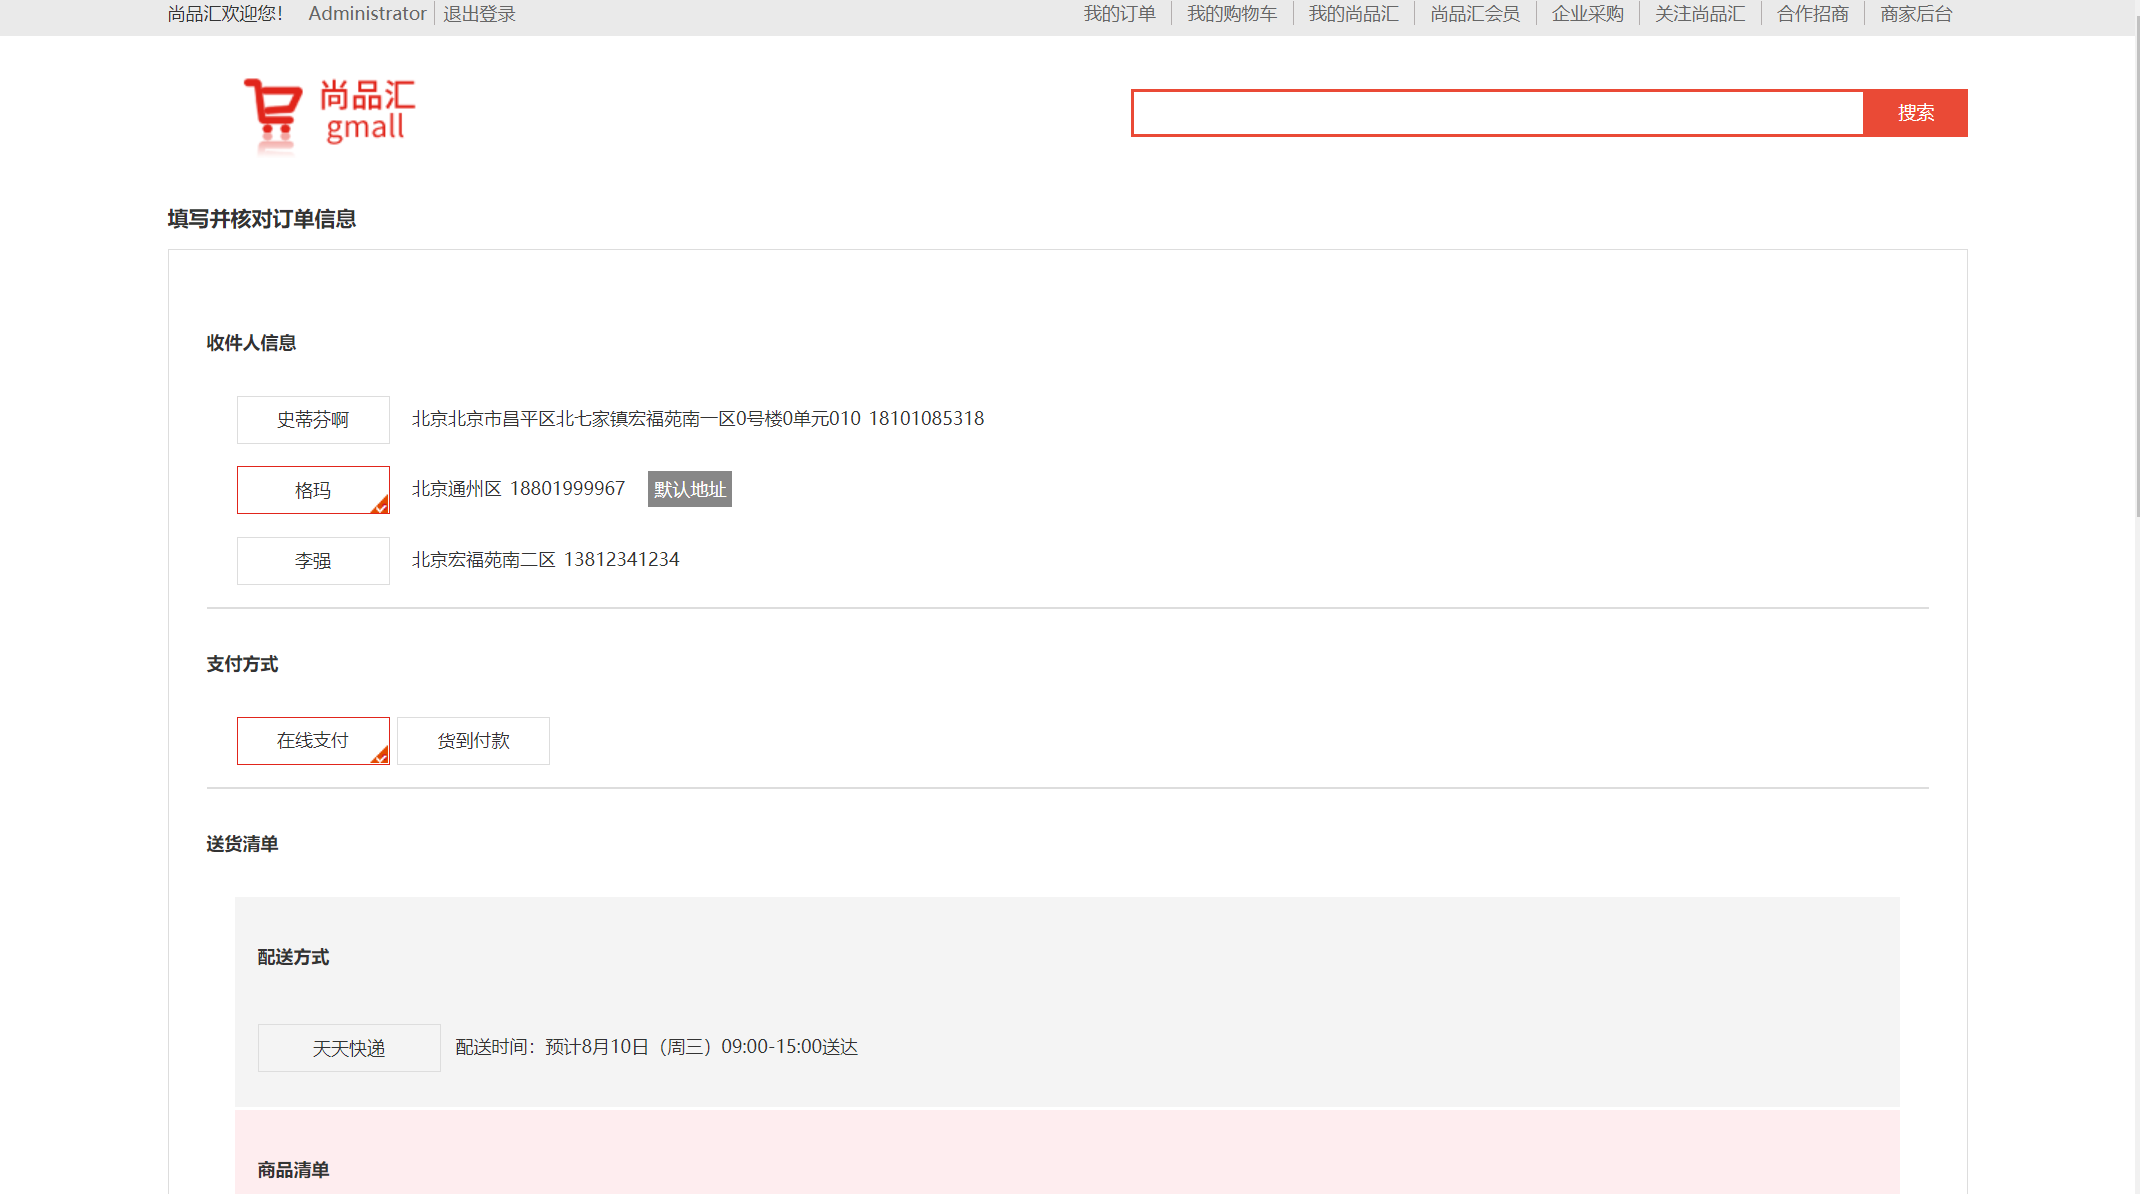 尚品汇欢迎您! Administrator 退出登录 我的订单 我的购物车 我的尚品汇 尚品汇会员 企业采购 关注尚品汇 合作招商 商家后台
尚品汇
gmall
搜索
填写并核对订单信息
收件人信息
史蒂芬啊 北京北京市昌平区北七家镇宏福苑南一区0号楼0单元010 18101085318
格玛 北京通州区 18801999967 默认地址
李强 北京宏福苑南二区 13812341234
支付方式
在线支付 货到付款
送货清单
配送方式
天天快递 配送时间：预计8月10日（周三）09:00-15:00送达
商品清单